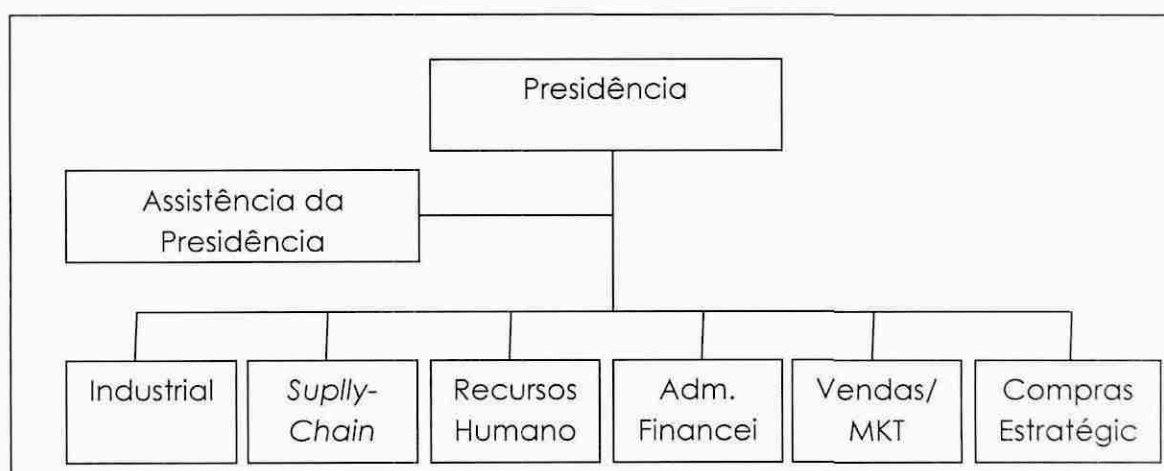 Presidência
Assistência da
Presidência
Industrial
Suplly-
Chain
Recursos
Humano
Adm.
Financei
Vendas/
MKT
Compras
Estratégic